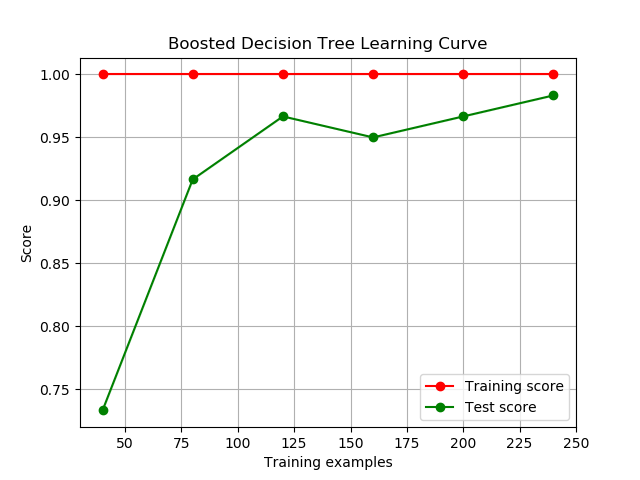 Boosted Decision Tree Learning Curve
Score
1.00
0.95
0.90
0.85
0.80
0.75
Training score
Test score
50 75 100 125 150 175 200 225 250
Training examples